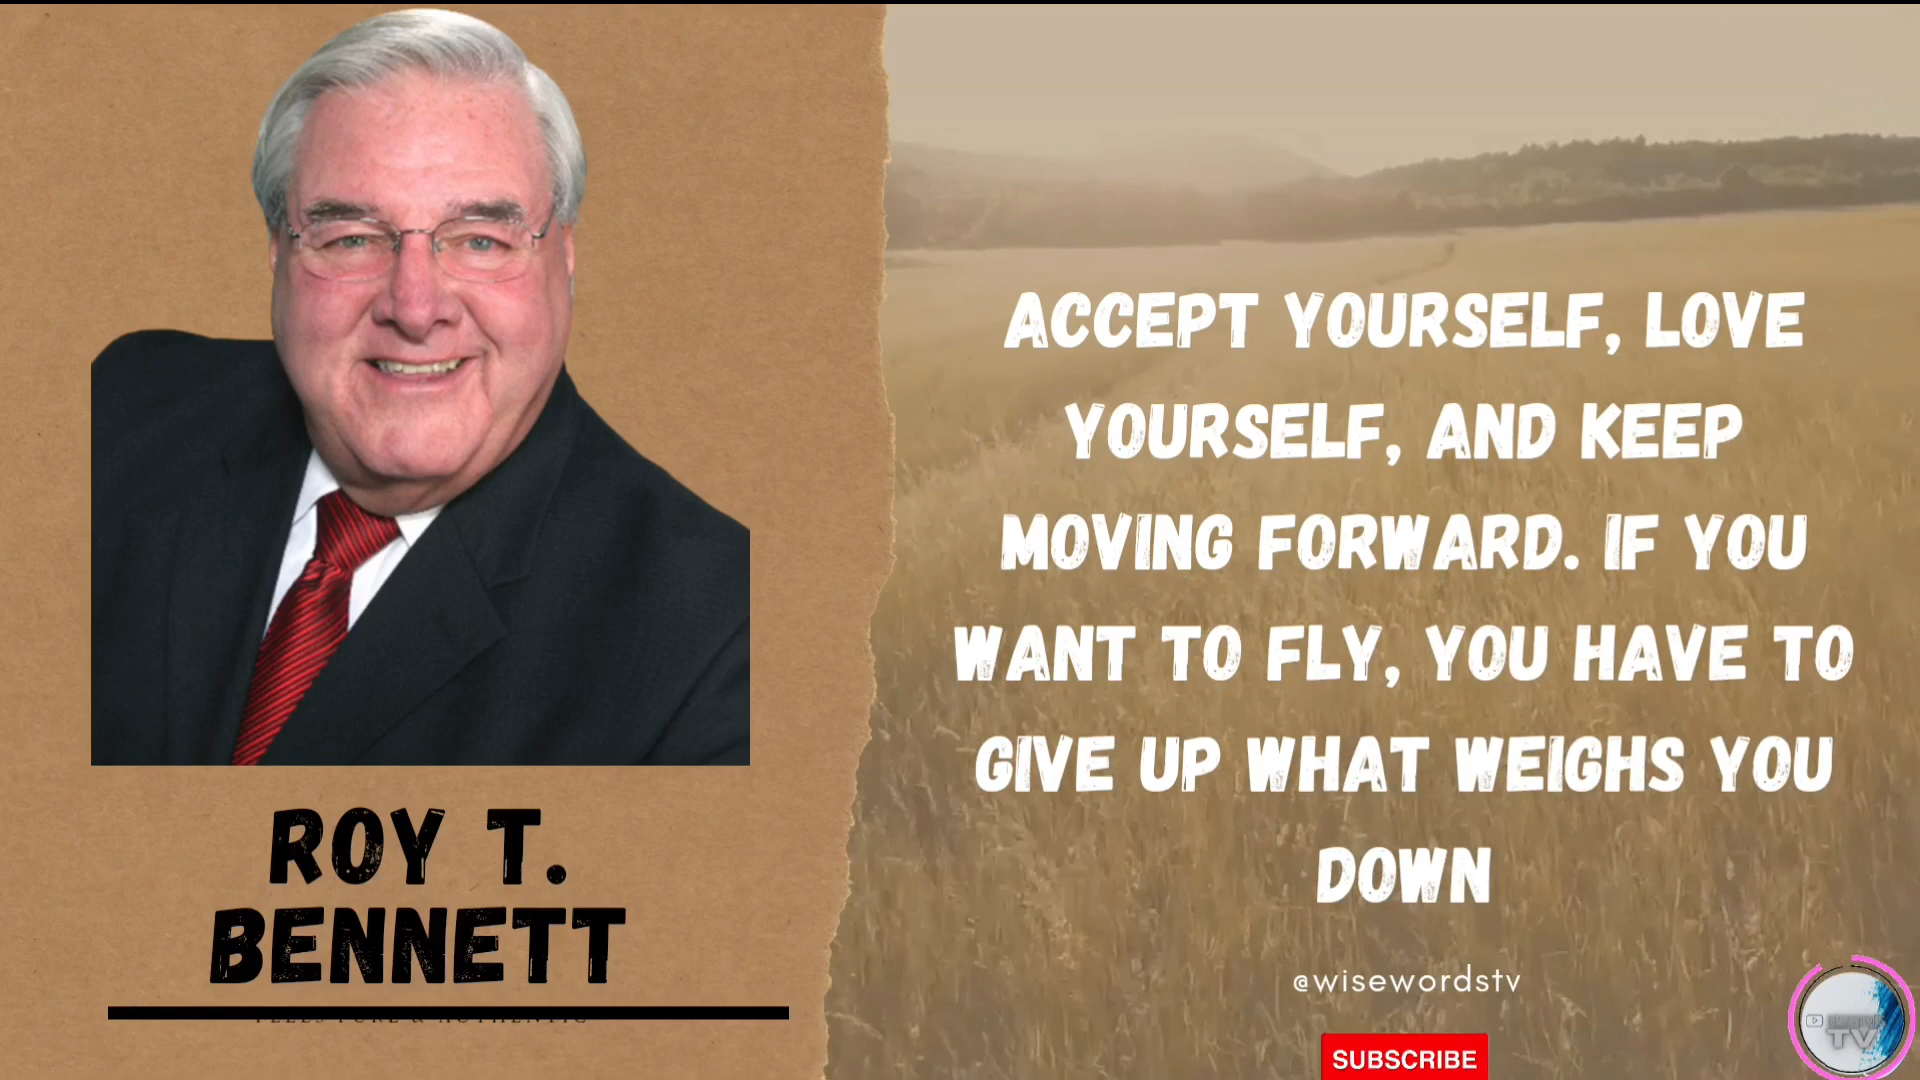 ROY T.
BENNETT
ACCEPT YOURSELF, LOVE
YOURSELF, AND KEEP
MOVING FORWARD. IF YOU
WANT TO FLY, YOU HAVE TO
GIVE UP WHAT WEIGHS YOU
DOWN
@wisewordstv
SUBSCRIBE
TV